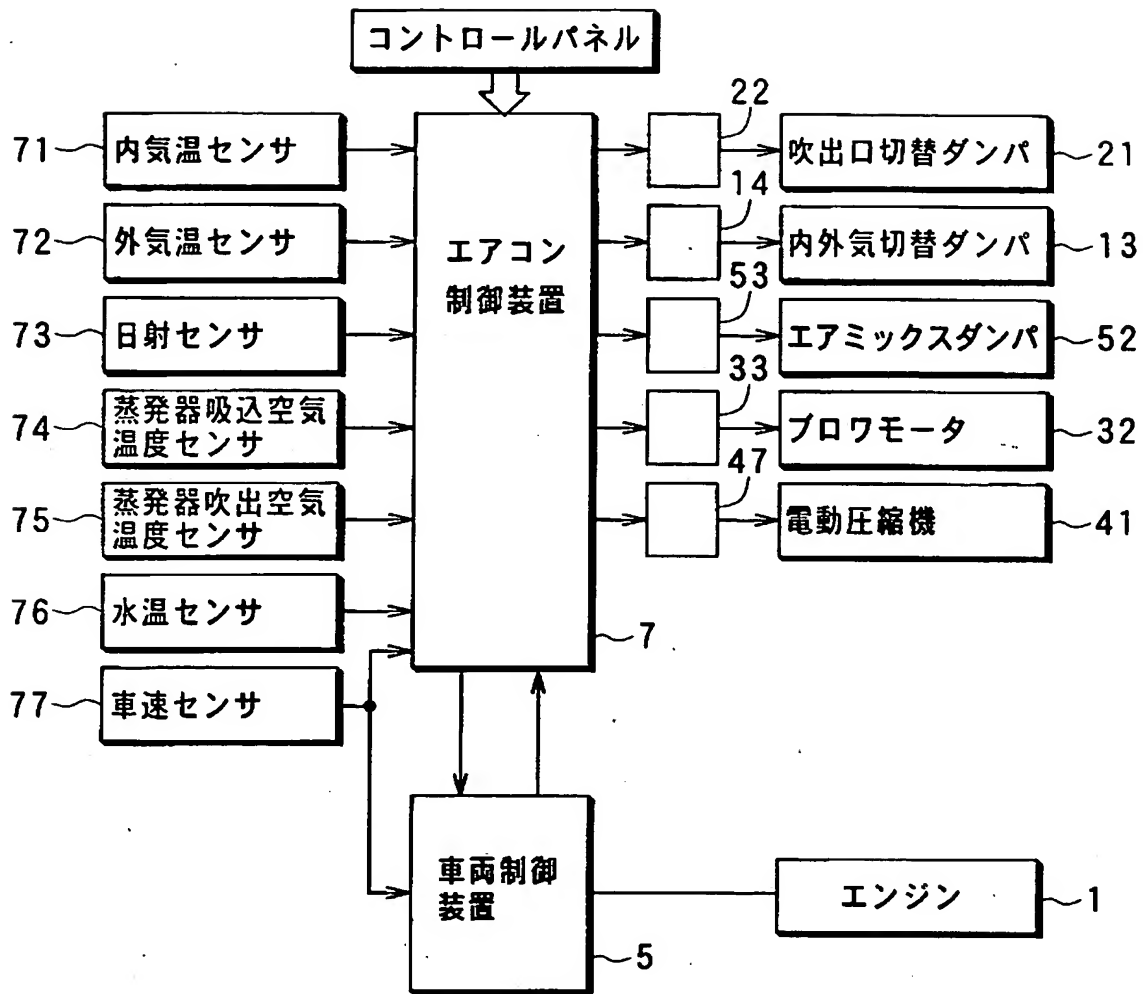 コントロールパネル
71 内気温センサ
72 外気温センサ
73 日射センサ
74 蒸発器吸込空気
温度センサ
75 蒸発器吹出空気
温度センサ
76 水温センサ
77 車速センサ
エアコン
制御装置
7
22
吹出口切替ダンパ 21
14
内外気切替ダンパ 13
53
エアミックスダンパ 52
33
ブロワモータ 32
47
電動圧縮機 41
車両制御
装置
5
エンジン 1